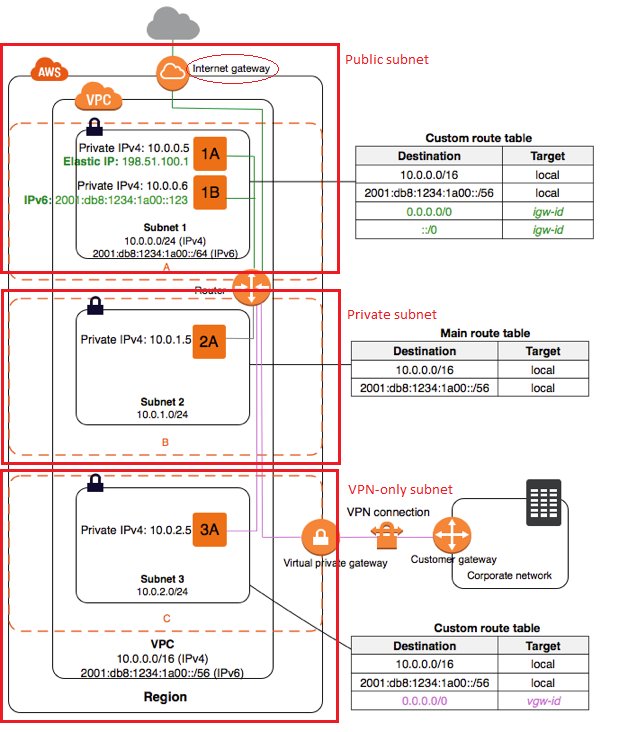 Public subnet
Internet gateway
AWS
VPC
Private IPv4: 10.0.0.5
Elastic IP: 198.51.100.1
1A
Private IPv4: 10.0.0.6
IPv6: 2001:db8:1234:1a00::123
1B
Subnet 1
10.0.0.0/24 (IPv4)
2001:db8:1234:1a00::/64 (IPv6)
A
Custom route table
Destination Target
10.0.0.0/16 local
2001:db8:1234:1a00::/56 local
0.0.0.0/0 igw-id
::/0 igw-id
Router
Private subnet
Private IPv4: 10.0.1.5
2A
Subnet 2
10.0.1.0/24
B
Main route table
Destination Target
10.0.0.0/16 local
2001:db8:1234:1a00::/56 local
VPN-only subnet
Private IPv4: 10.0.2.5
3A
Subnet 3
10.0.2.0/24
C
VPN connection
Virtual private gateway
Customer gateway
Corporate network
VPC
10.0.0.0/16 (IPv4)
2001:db8:1234:1a00::/56 (IPv6)
Region
Custom route table
Destination Target
10.0.0.0/16 local
2001:db8:1234:1a00::/56 local
0.0.0.0/0 vgw-id